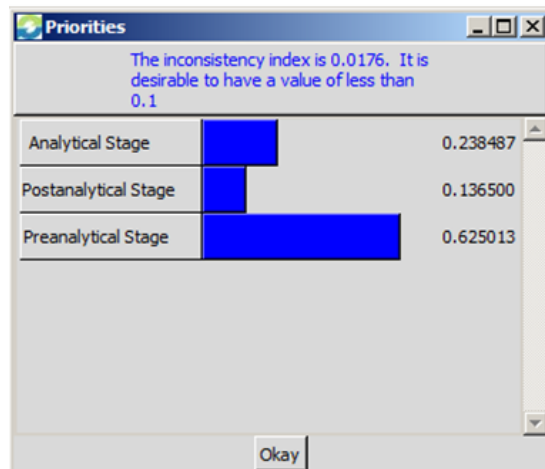 Priorities
The inconsistency index is 0.0176. It is
desirable to have a value of less than
0.1
Analytical Stage 0.238487
Postanalytical Stage 0.136500
Preanalytical Stage 0.625013
Okay